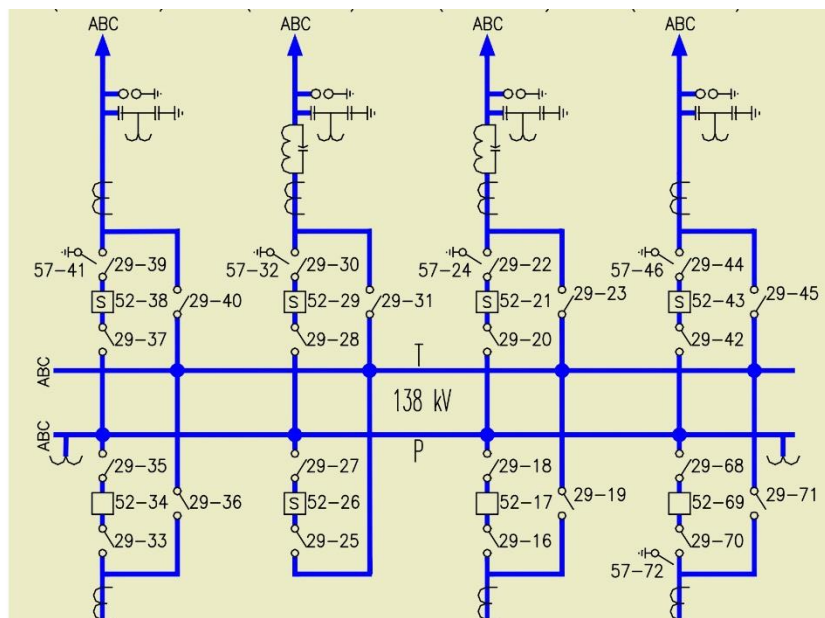 ABC ABC ABC ABC
57-41 29-39 57-32 29-30 57-24 29-22 57-46 29-44
S 52-38 29-40 S 52-29 29-31 S 52-21 29-23 S 52-43 29-45
29-37 29-28 29-20 29-42
ABC T
138 kV
ABC P
29-35 29-27 29-18 29-68
52-34 29-36 S 52-26 52-17 29-19 52-69 29-71
29-33 29-25 29-16 29-70
57-72